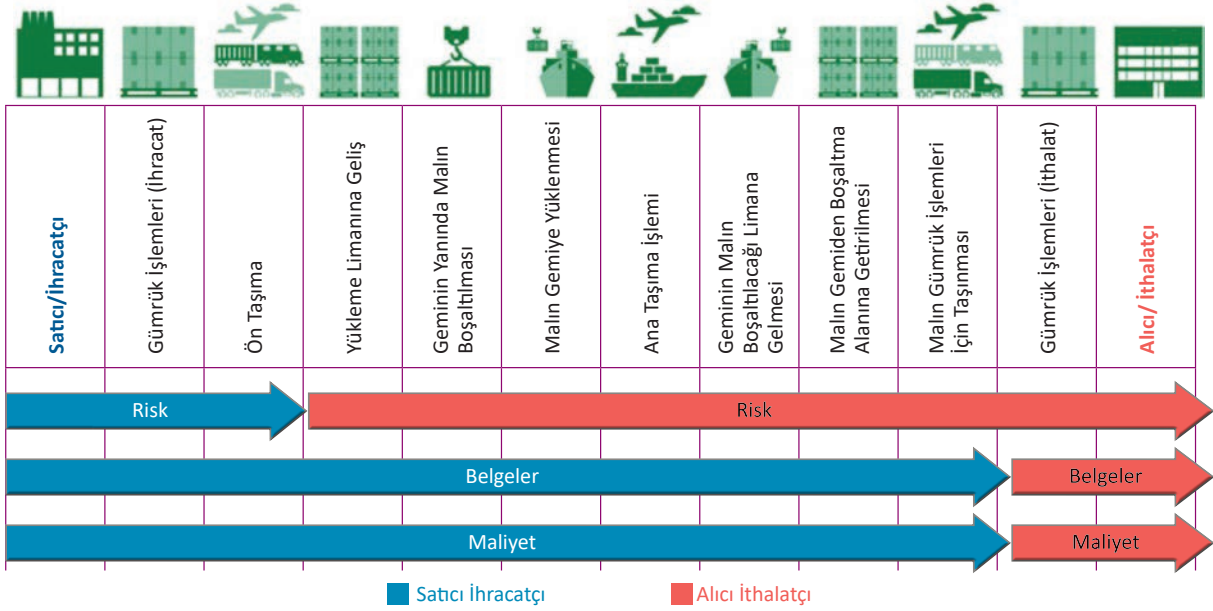 Satıcı/İhracatçı
Gümrük İşlemleri (İhracat)
Ön Taşıma
Yükleme Limanına Geliş
Geminin Yanında Malın
Boşaltılması
Malın Gemiye Yüklenmesi
Ana Taşıma İşlemi
Geminin Malın
Boşaltılacağı Limana
Gelmesi
Malın Gemiden Boşaltma
Alanına Getirilmesi
Malın Gümrük İşlemleri
İçin Taşınması
Gümrük İşlemleri (İthalat)
Alıcı/ İthalatçı
Risk
Risk
Belgeler
Belgeler
Maliyet
Maliyet
Satıcı İhracatçı
Alıcı İthalatçı